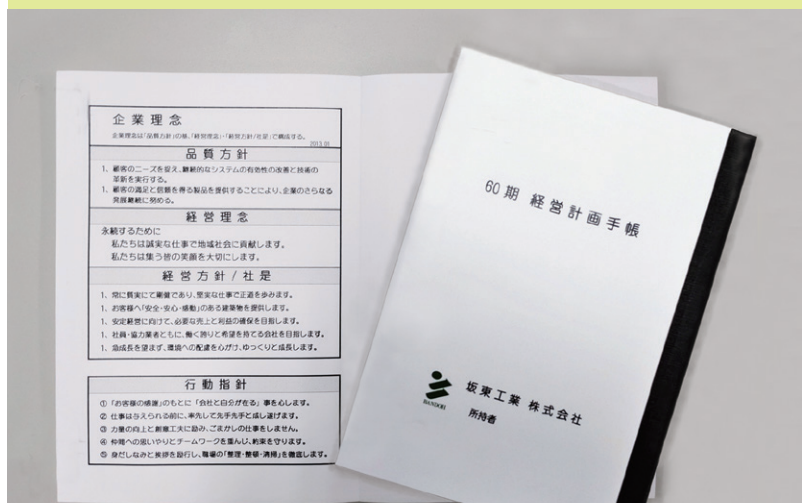 企業理念
企業理念は「品質方針」の他、「経営理念」・「経営方針/社是」で構成する。
品質方針
1. 顧客のニーズを捉え、継続的なシステムの有効性の改善と技術の
革新を実行する。
1. 顧客の満足と信頼を得る製品を提供することにより、企業のさらなる
発展継続に努める。
経営理念
永続するために
私たちは誠実な仕事で地域社会に貢献します。
私たちは集う皆の笑顔を大切にします。
経営方針/社是
1. 常に質実にて剛健であり、堅実な仕事で正道を歩みます。
1. お客様へ「安全・安心・感動」のある建築物を提供します。
1. 安定経営に向けて、必要な売上と利益の確保を目指します。
1. 社員・協力業者ともに、働く誇りと希望を持てる会社を目指します。
1. 急成長を望まず、環境への配慮を心がけ、ゆっくりと成長します。
行動指針
① 「お客様の感謝」のもとに「会社と自分が在る」事を心します。
② 仕事は与えられる前に、率先して先手先手と成し遂げます。
③ 力量の向上と創意工夫に励み、ごまかしの仕事をしません。
④ 仲間への思いやりとチームワークを重んじ、約束を守ります。
⑤ 身だしなみと挨拶を励行し、職場の「整理・整頓・清掃」を徹底します。
60期 経営計画手帳
坂東工業 株式会社
所持者